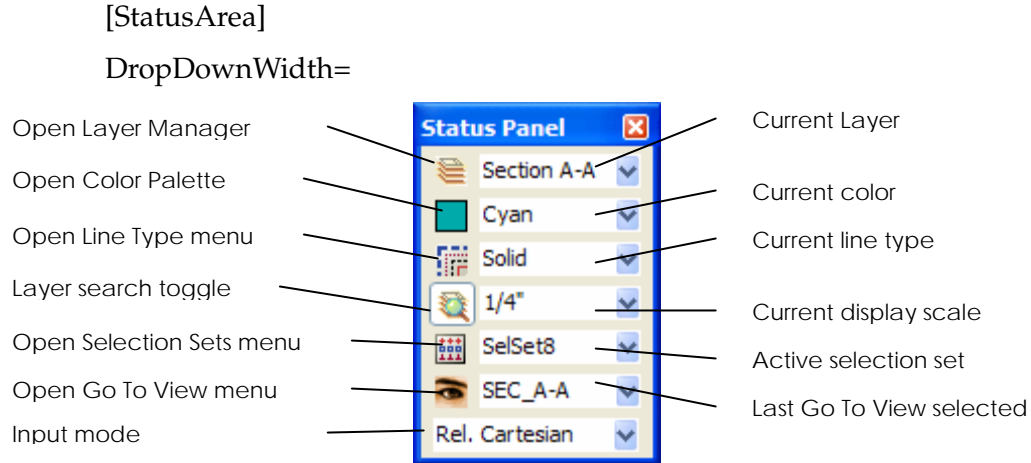 [StatusArea]
DropDownWidth=
Status Panel
Open Layer Manager
Section A-A
Current Layer
Open Color Palette
Cyan
Current color
Open Line Type menu
Solid
Current line type
Layer search toggle
1/4"
Current display scale
Open Selection Sets menu
SelSet8
Active selection set
Open Go To View menu
SEC_A-A
Last Go To View selected
Input mode
Rel. Cartesian